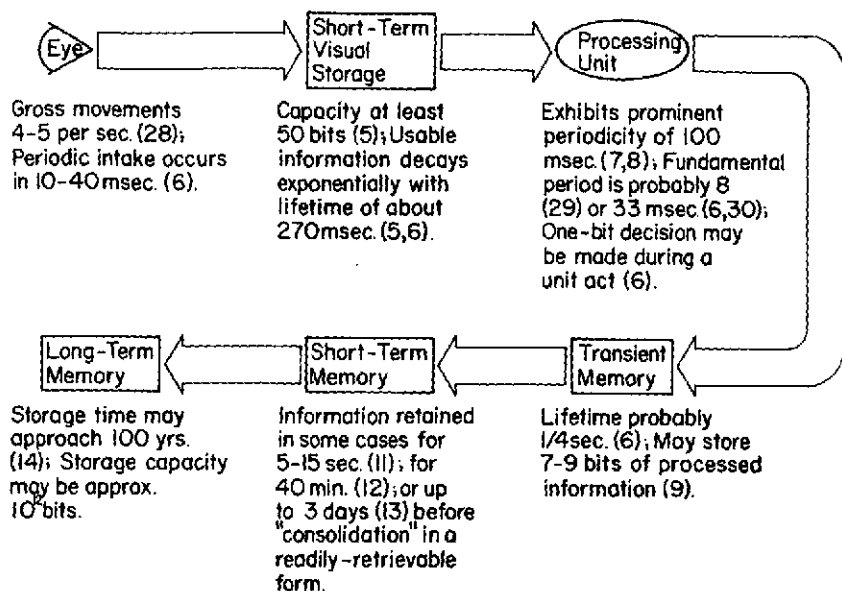 Eye
Short-Term
Visual
Storage
Processing
Unit
Gross movements
4-5 per sec. (28);
Periodic intake occurs
in 10-40 msec. (6).
Capacity at least
50 bits (5); Usable
information decays
exponentially with
lifetime of about
270 msec. (5,6).
Exhibits prominent
periodicity of 100
msec. (7,8); Fundamental
period is probably 8
(29) or 33 msec. (6,30);
One-bit decision may
be made during a
unit act (6).
Long-Term
Memory
Short-Term
Memory
Transient
Memory
Storage time may
approach 100 yrs.
(14); Storage capacity
may be approx.
bits.
Information retained
in some cases for
5-15 sec. (11); for
40 min. (12); or up
to 3 days (13) before
"consolidation" in a
readily-retrievable
form.
Lifetime probably
1/4 sec. (6); May store
7-9 bits of processed
information (9).